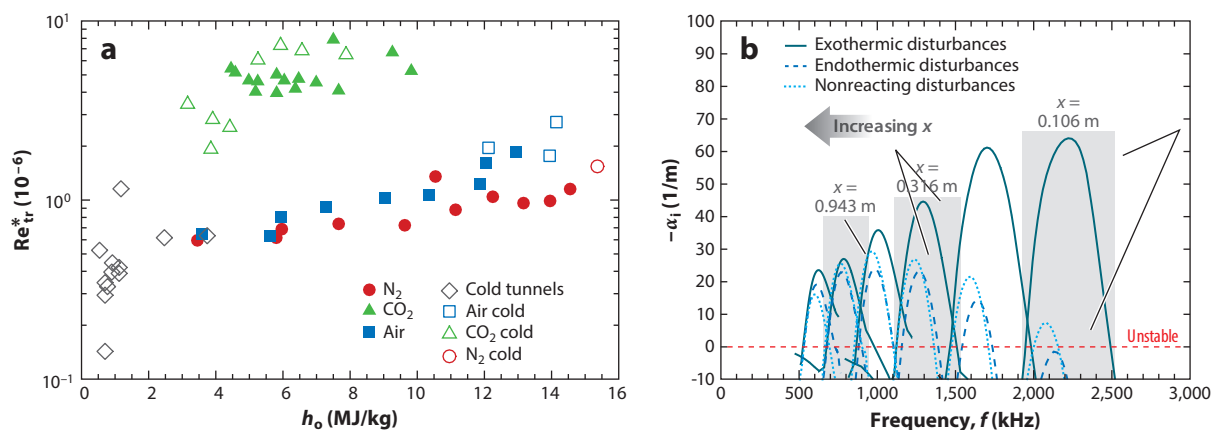 a
Re*tr (10⁻⁶)
10¹
10⁰
10⁻¹
0
2
4
6
8
10
12
14
16
hₒ (MJ/kg)
N₂
CO₂
Air
Cold tunnels
Air cold
CO₂ cold
N₂ cold
b
−αᵢ (1/m)
100
90
80
70
60
50
40
30
20
10
0
-10
0
500
1,000
1,500
2,000
2,500
3,000
Frequency, f (kHz)
Exothermic disturbances
Endothermic disturbances
Nonreacting disturbances
Increasing x
x =
0.943 m
x =
0.316 m
x =
0.106 m
Unstable